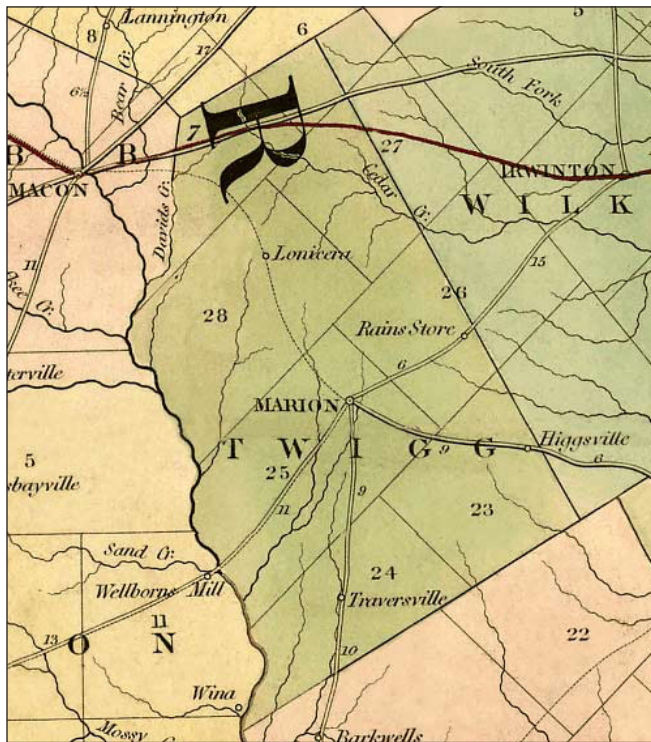 Lannington
8
17
6
5
6½
Bear Cr.
South Fork
R
7
B B
27
MACON
IRWINTON
Cedar Cr.
Davids Cr.
WILK
11
Lonicera
15
28
26
Rains Store
6
MARION
Higgsville
TWIGG
9
6
5
25
9
11
23
Sand Cr.
24
Wellborns Mill
Traversville
11
13
ON
22
10
Wina
Mossy
Barkwells